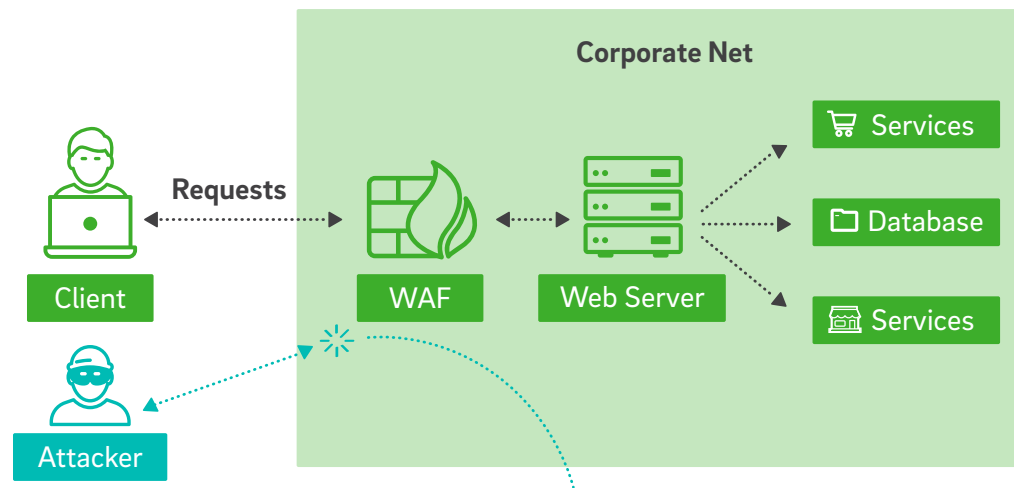 Corporate Net
Services
Requests
Database
Client
WAF
Web Server
Services
Attacker